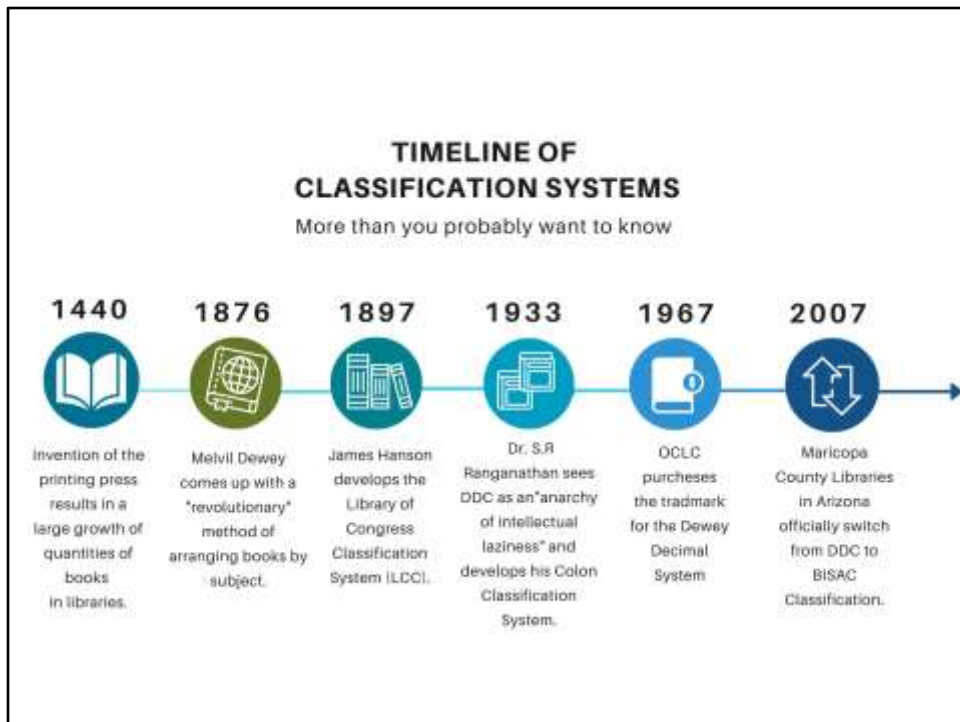 TIMELINE OF
CLASSIFICATION SYSTEMS
More than you probably want to know
1440
Invention of the
printing press
results in a
large growth of
quantities of
books
in libraries.
1876
Melvil Dewey
comes up with a
"revolutionary"
method of
arranging books by
subject.
1897
James Hanson
develops the
Library of
Congress
Classification
System (LCC).
1933
Dr. S.R
Ranganathan sees
DDC as an"anarchy
of intellectual
laziness" and
develops his Colon
Classification
System.
1967
OCLC
purcheses
the tradmark
for the Dewey
Decimal
System
2007
Maricopa
County Libraries
in Arizona
officially switch
from DDC to
BISAC
Classification.